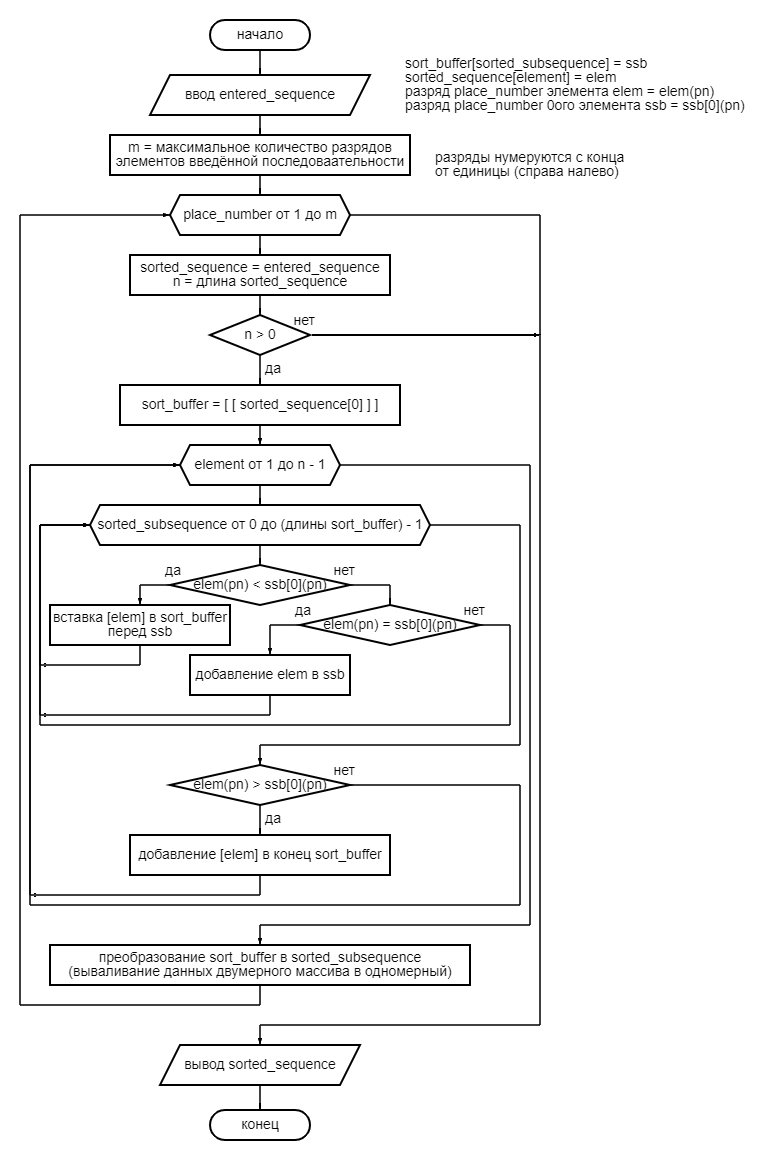 начало
ввод entered_sequence
sort_buffer[sorted_subsequence] = ssb
sorted_sequence[element] = elem
разряд place_number элемента elem = elem(pn)
разряд place_number 0ого элемента ssb = ssb[0](pn)
m = максимальное количество разрядов
элементов введённой последоваательности
разряды нумеруются с конца
от единицы (справа налево)
place_number от 1 до m
sorted_sequence = entered_sequence
n = длина sorted_sequence
n > 0
нет
да
sort_buffer = [ [ sorted_sequence[0] ] ]
element от 1 до n - 1
sorted_subsequence от 0 до (длины sort_buffer) - 1
да
elem(pn) < ssb[0](pn)
нет
вставка [elem] в sort_buffer
перед ssb
да
elem(pn) = ssb[0](pn)
нет
добавление elem в ssb
elem(pn) > ssb[0](pn)
нет
да
добавление [elem] в конец sort_buffer
преобразование sort_buffer в sorted_subsequence
(вываливание данных двумерного массива в одномерный)
вывод sorted_sequence
конец